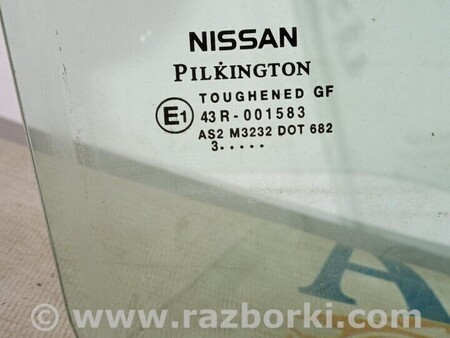 NISSAN
PILKINGTON
TOUGHENED GF
E1 43R-001583
AS2 M3232 DOT 682
3.....
A
www.razborki.com